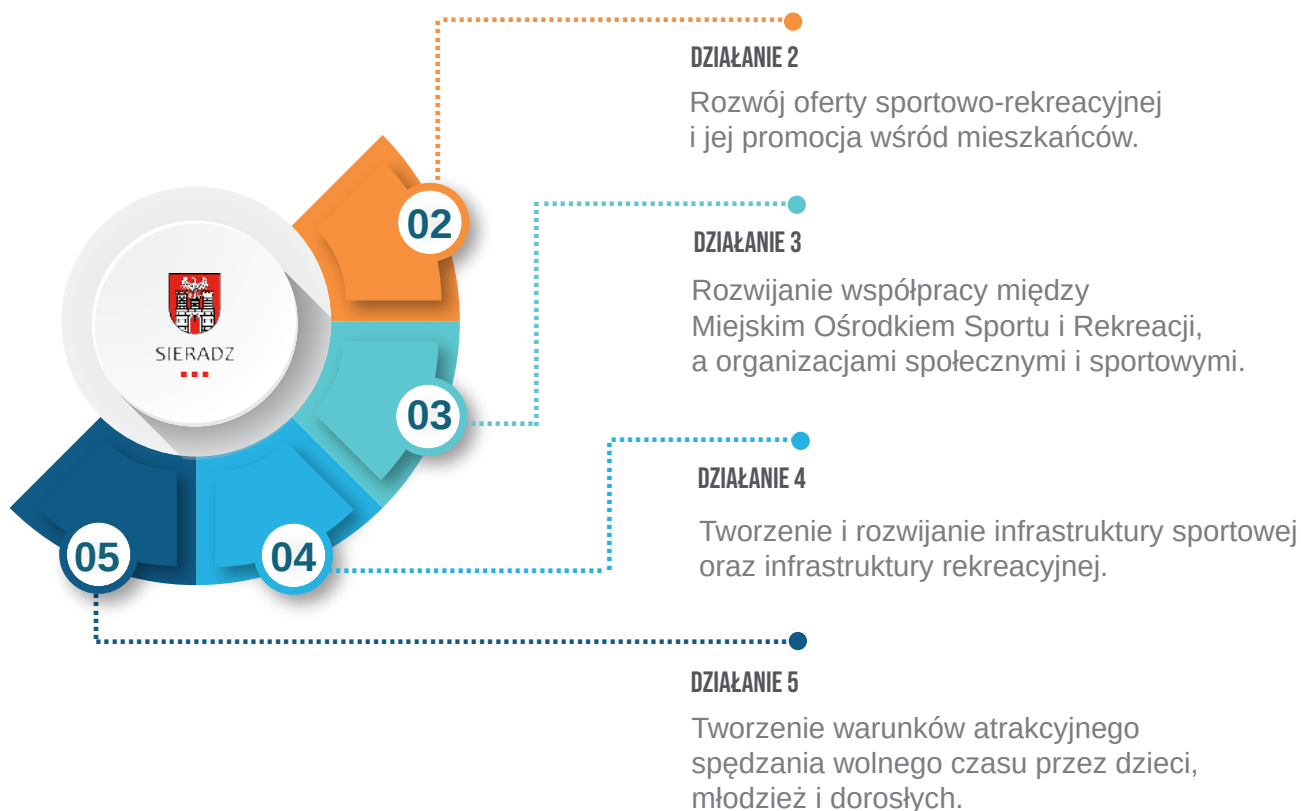 DZIAŁANIE 2
Rozwój oferty sportowo-rekreacyjnej
i jej promocja wśród mieszkańców.
02
DZIAŁANIE 3
Rozwijanie współpracy między
Miejskim Ośrodkiem Sportu i Rekreacji,
a organizacjami społecznymi i sportowymi.
SIERADZ
03
DZIAŁANIE 4
Tworzenie i rozwijanie infrastruktury sportowej
oraz infrastruktury rekreacyjnej.
05
04
DZIAŁANIE 5
Tworzenie warunków atrakcyjnego
spędzania wolnego czasu przez dzieci,
młodzież i dorosłych.